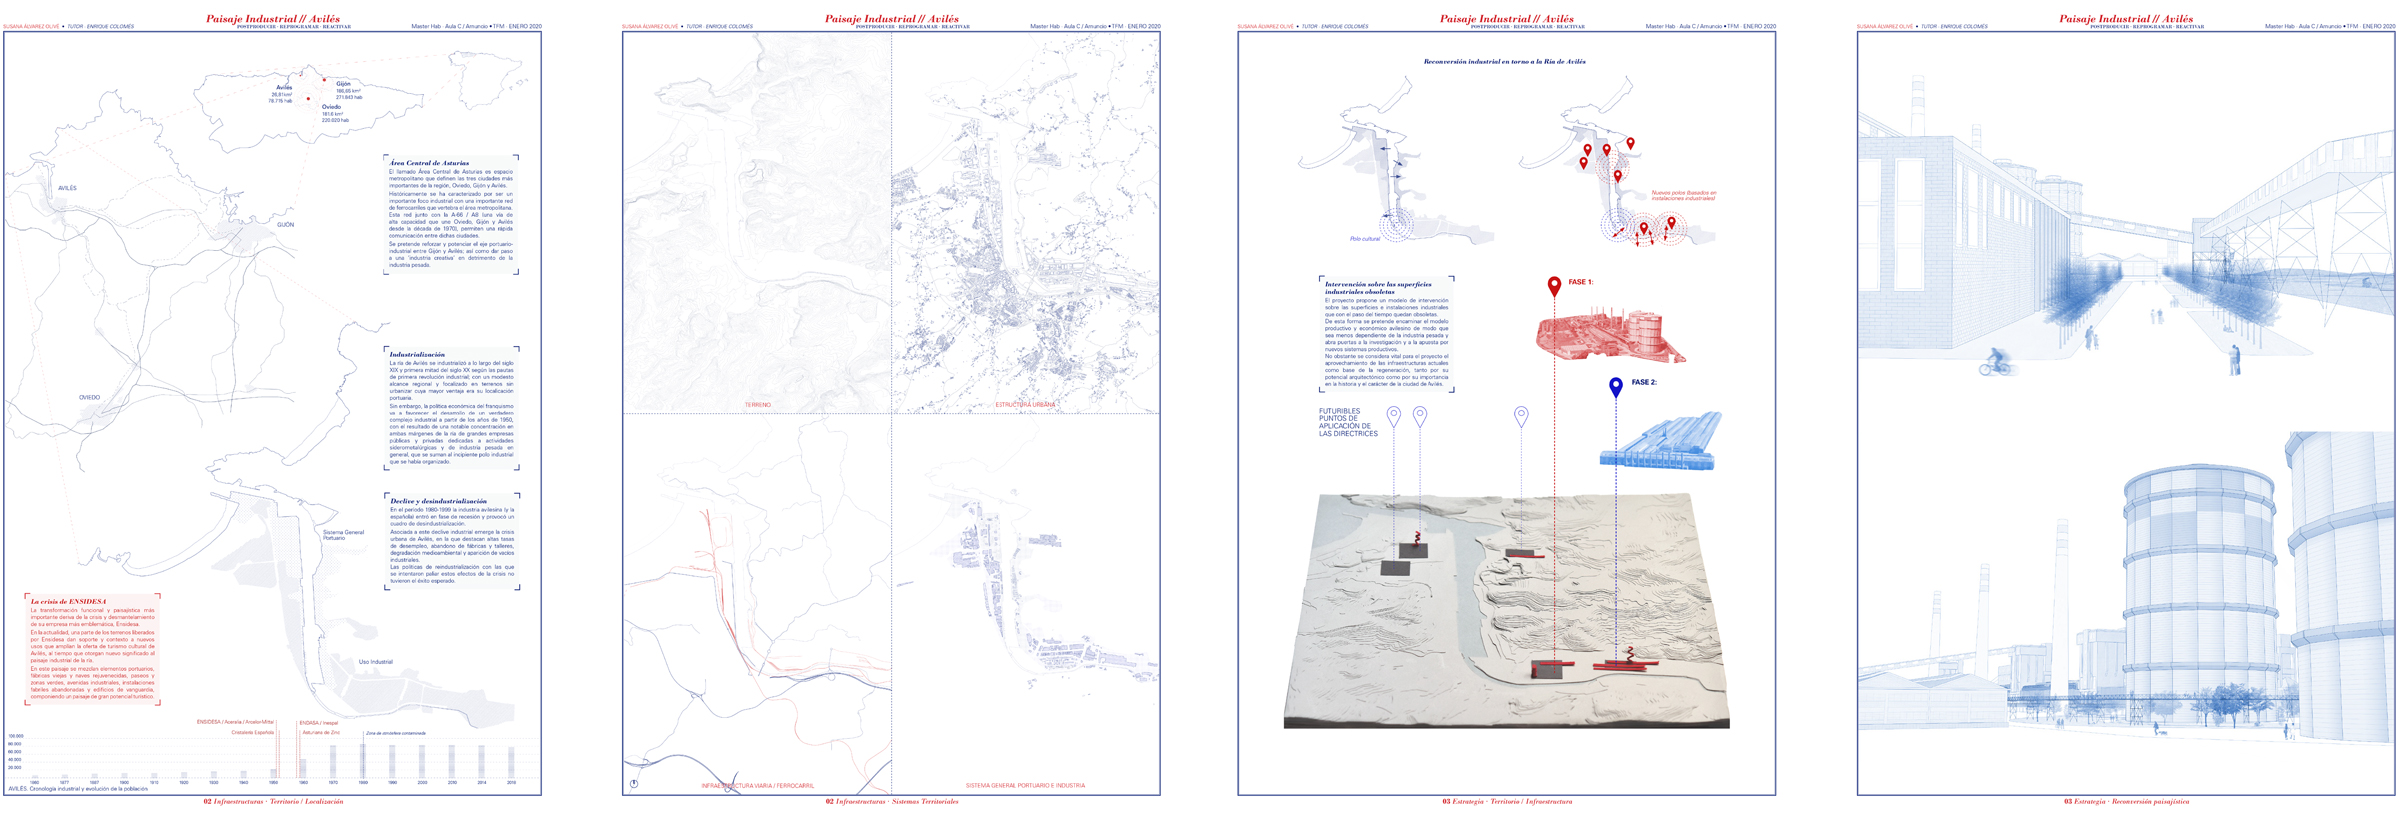 SUSANA ÁLVAREZ OLIVE • TUTOR · ENRIQUE COLOMÉS
Paisaje Industrial // Avilés
POSTPRODUCIR · REPROGRAMAR · REACTIVAR
Master Hab · Aula C / Amuncio • TFM · ENERO 2020
Avilés
26,81 km²
78.715 hab
Gijón
Oviedo
220.020 hab
AVILÉS
GIJÓN
OVIEDO
Área Central de Asturias
El llamado Área Central de Asturias es espacio
metropolitano que definen las tres ciudades más
importantes de la región, Oviedo, Gijón y Avilés.
Históricamente se ha caracterizado por ser un
importante foco industrial con una importante red
de ferrocarriles que vertebra el área metropolitana.
Esta red junto con la A-66 / A8 (una vía de
alta capacidad que une Oviedo, Gijón y Avilés
desde la década de 1970), permiten una rápida
comunicación entre dichas ciudades.
Se pretende reforzar y potenciar el eje portuario-
industrial entre Gijón y Avilés; así como dar paso
a una 'industria creativa' en detrimento de la
industria pesada.
Industrialización
La ría de Avilés se industrializó a lo largo del siglo
XIX y primera mitad del siglo XX según las pautas
de primera revolución industrial, con un modesto
alcance regional y focalizado en terrenos sin
urbanizar cuya mayor ventaja era su localización
portuaria.
Sin embargo, la política económica del franquismo
va a favorecer el desarrollo de un verdadero
complejo industrial a partir de los años de 1950,
con el resultado de una notable concentración en
ambas márgenes de la ría de grandes empresas
públicas y privadas dedicadas a actividades
siderometalúrgicas y de industria pesada en
general, que se suman al incipiente polo industrial
que se había organizado.
Declive y desindustrialización
En el periodo 1980-1999 la industria avilesina (y la
española) entró en fase de recesión y provocó un
cuadro de desindustrialización.
Asociada a este declive industrial emerge la crisis
urbana de Avilés, en la que destacan altas tasas
de desempleo, abandono de fábricas y talleres,
degradación medioambiental y aparición de vacíos
industriales.
Las políticas de reindustrialización con las que
se intentaron paliar estos efectos de la crisis no
tuvieron el éxito esperado.
Sistema General
Portuario
Uso Industrial
La crisis de ENSIDESA
La transformación funcional y paisajística más
importante deriva de la crisis y desmantelamiento
de su empresa más emblemática, Ensidesa.
En la actualidad, una parte de los terrenos liberados
por Ensidesa dan soporte y contexto a nuevos
usos que amplían la oferta de turismo cultural de
Avilés, al tiempo que otorgan nuevo significado al
paisaje industrial de la ría.
En este paisaje se mezclan elementos portuarios,
fábricas viejas y naves rejuvenecidas, paseos y
zonas verdes, avenidas industriales, instalaciones
fabriles abandonadas y edificios de vanguardia,
componiendo un paisaje de gran potencial turístico.
ENSIDESA / Aceralia / ArcelorMittal
Cristalería Española
ENDASA / Inespal
Asturiana de Zinc
Zona de atmósfera contaminada
100.000
80.000
60.000
40.000
20.000
1877 1887 1900 1910 1920 1930 1940 1950 1960 1970 1980 1990 2000 2010 2014
AVILÉS. Cronología industrial y evolución de la población
02 Infraestructuras · Territorio / Localización
SUSANA ÁLVAREZ OLIVE • TUTOR · ENRIQUE COLOMÉS
Paisaje Industrial // Avilés
POSTPRODUCIR · REPROGRAMAR · REACTIVAR
Master Hab · Aula C / Amuncio • TFM · ENERO 2020
TERRENO
ESTRUCTURA URBANA
INFRAESTRUCTURA VIARIA / FERROCARRIL
SISTEMA GENERAL PORTUARIO E INDUSTRIA
02 Infraestructuras · Sistemas Territoriales
SUSANA ÁLVAREZ OLIVE • TUTOR · ENRIQUE COLOMÉS
Paisaje Industrial // Avilés
POSTPRODUCIR · REPROGRAMAR · REACTIVAR
Master Hab · Aula C / Amuncio • TFM · ENERO 2020
Reconversión industrial en torno a la Ría de Avilés
Polo cultural
Nuevos polos (basados en
instalaciones industriales)
Intervención sobre las superficies
industriales obsoletas
El proyecto propone un modelo de intervención
sobre las superficies e instalaciones industriales
que con el paso del tiempo quedan obsoletas.
De esta forma se pretende encaminar el modelo
productivo y económico avilesino de modo que
sea menos dependiente de la industria pesada y
abra puertas a la investigación y a la apuesta por
nuevos sistemas productivos.
No obstante se considera vital para el proyecto el
aprovechamiento de las infraestructuras actuales
como base de la regeneración, tanto por su
potencial arquitectónico como por su importancia
en la historia y el carácter de la ciudad de Avilés.
FASE 1:
FASE 2:
FUTURIBLES
PUNTOS DE
APLICACIÓN DE
LAS DIRECTRICES
03 Estrategia · Territorio / Infraestructura
SUSANA ÁLVAREZ OLIVE • TUTOR · ENRIQUE COLOMÉS
Paisaje Industrial // Avilés
POSTPRODUCIR · REPROGRAMAR · REACTIVAR
Master Hab · Aula C / Amuncio • TFM · ENERO 2020
03 Estrategia · Reconversión paisajística